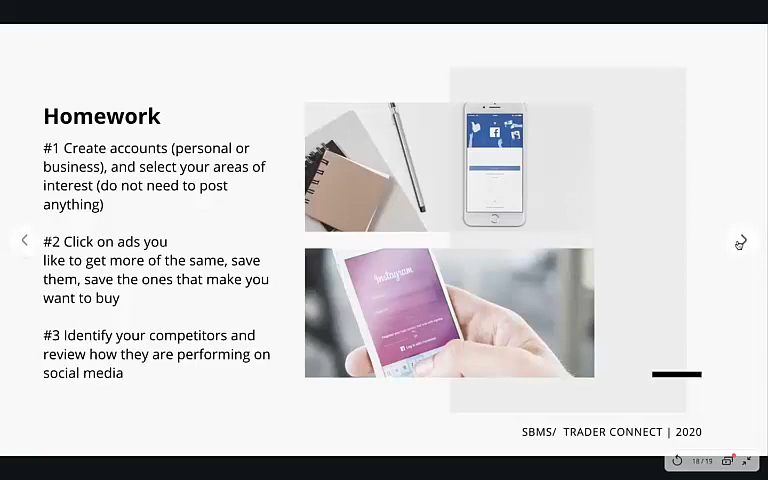 Homework
#1 Create accounts (personal or
business), and select your areas of
interest (do not need to post
anything)
#2 Click on ads you
like to get more of the same, save
them, save the ones that make you
want to buy
#3 Identify your competitors and
review how they are performing on
social media
Instagram
SBMS/ TRADER CONNECT | 2020
18 / 19